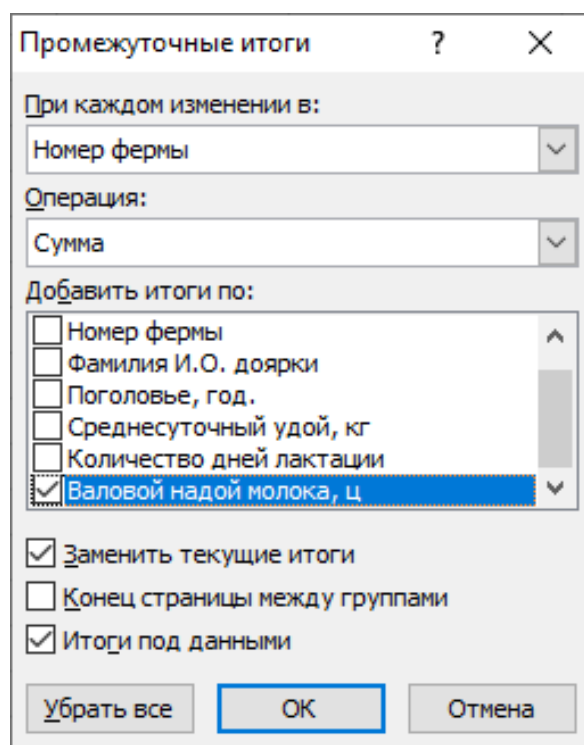 Промежуточные итоги ?
При каждом изменении в:
Номер фермы
Операция:
Сумма
Добавить итоги по:
Номер фермы
Фамилия И.О. доярки
Поголовье, гол.
Среднесуточный удой, кг
Количество дней лактации
Валовой надой молока, ц
Заменить текущие итоги
Конец страницы между группами
Итоги под данными
Убрать все ОК Отмена